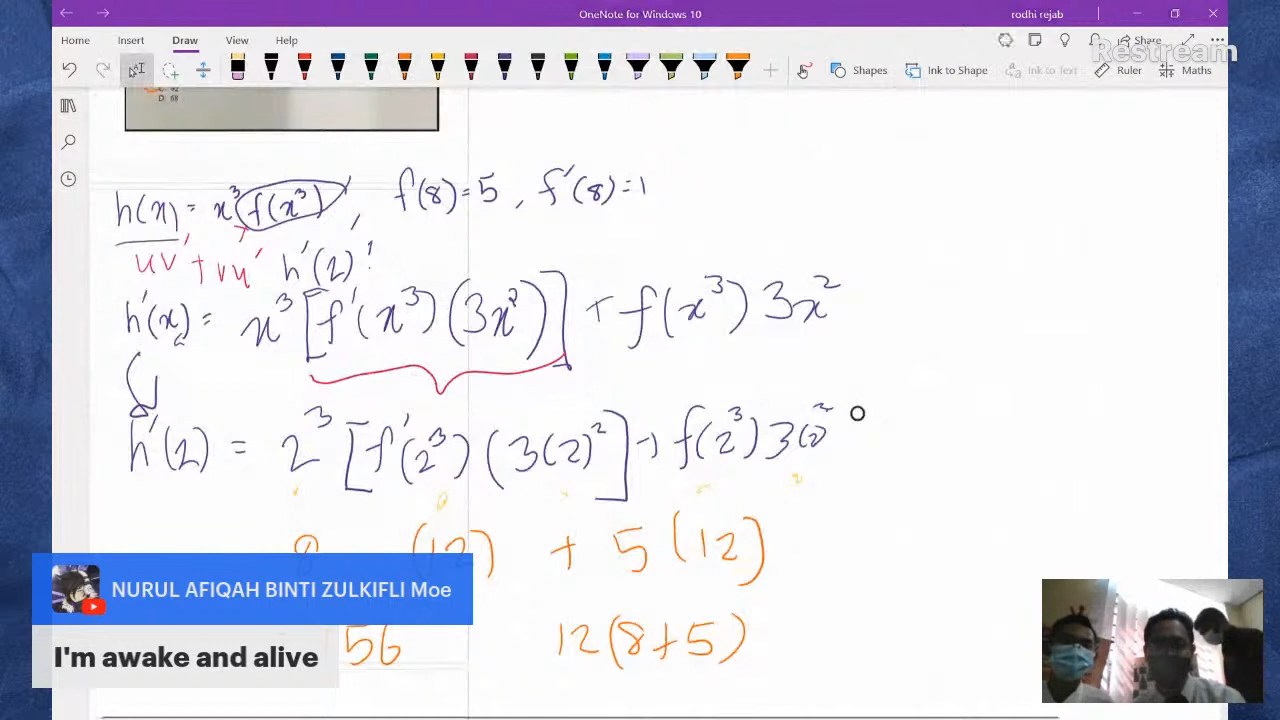 OneNote for Windows 10
rodhi rejab
Home Insert Draw View Help
Share
Restream
Shapes Ink to Shape Ink to Text Ruler Maths
D. 68
h(x) = x³ f(x³) , f(8) = 5 , f'(8) = 1
uv' + vu' h'(2)?
h'(x) = x³ [f'(x³)(3x²)] + f(x³) 3x²
h'(2) = 2³ [f'(2³)(3(2)²] + f(2³) 3(2)²
8 (12) + 5(12)
NURUL AFIQAH BINTI ZULKIFLI Moe
56 12(8+5)
I'm awake and alive